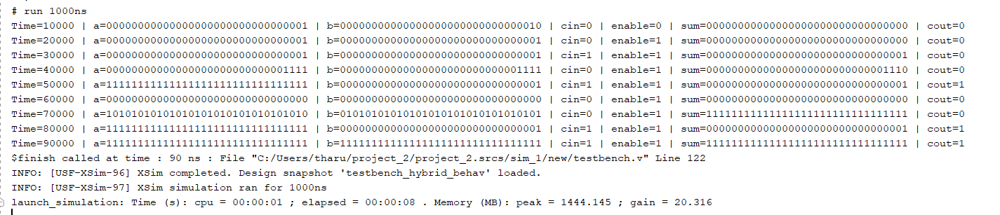 # run 1000ns
Time=10000 | a=00000000000000000000000000000001 | b=00000000000000000000000000000010 | cin=0 | enable=0 | sum=00000000000000000000000000000000 | cout=0
Time=20000 | a=00000000000000000000000000000001 | b=00000000000000000000000000000001 | cin=0 | enable=1 | sum=00000000000000000000000000000000 | cout=0
Time=30000 | a=00000000000000000000000000000001 | b=00000000000000000000000000000001 | cin=1 | enable=1 | sum=00000000000000000000000000000001 | cout=0
Time=40000 | a=00000000000000000000000000001111 | b=00000000000000000000000000001111 | cin=0 | enable=1 | sum=00000000000000000000000000001110 | cout=0
Time=50000 | a=11111111111111111111111111111111 | b=00000000000000000000000000000001 | cin=1 | enable=1 | sum=00000000000000000000000000000001 | cout=1
Time=60000 | a=00000000000000000000000000000000 | b=00000000000000000000000000000000 | cin=0 | enable=1 | sum=00000000000000000000000000000000 | cout=0
Time=70000 | a=10101010101010101010101010101010 | b=01010101010101010101010101010101 | cin=0 | enable=1 | sum=11111111111111111111111111111111 | cout=0
Time=80000 | a=11111111111111111111111111111111 | b=00000000000000000000000000000001 | cin=1 | enable=1 | sum=00000000000000000000000000000001 | cout=1
Time=90000 | a=11111111111111111111111111111111 | b=11111111111111111111111111111111 | cin=1 | enable=1 | sum=11111111111111111111111111111111 | cout=1
$finish called at time : 90 ns : File "C:/Users/tharu/project_2/project_2.srcs/sim_1/new/testbench.v" Line 122
INFO: [USF-XSim-96] XSim completed. Design snapshot 'testbench_hybrid_behav' loaded.
INFO: [USF-XSim-97] XSim simulation ran for 1000ns
launch_simulation: Time (s): cpu = 00:00:01 ; elapsed = 00:00:08 . Memory (MB): peak = 1444.145 ; gain = 20.316